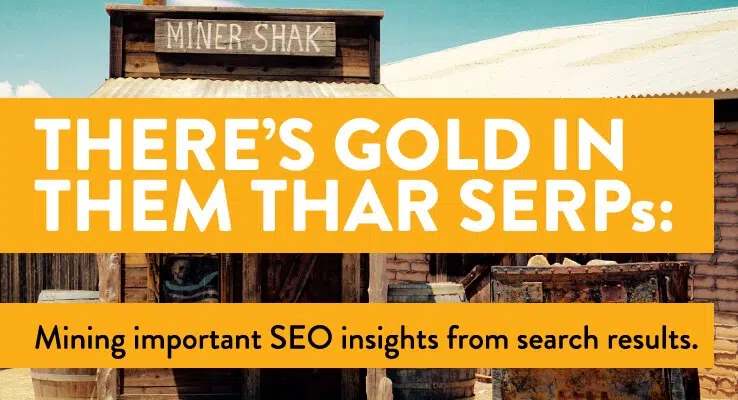 MINER SHAK
THERE'S GOLD IN
THEM THAR SERPs:
Mining important SEO insights from search results.